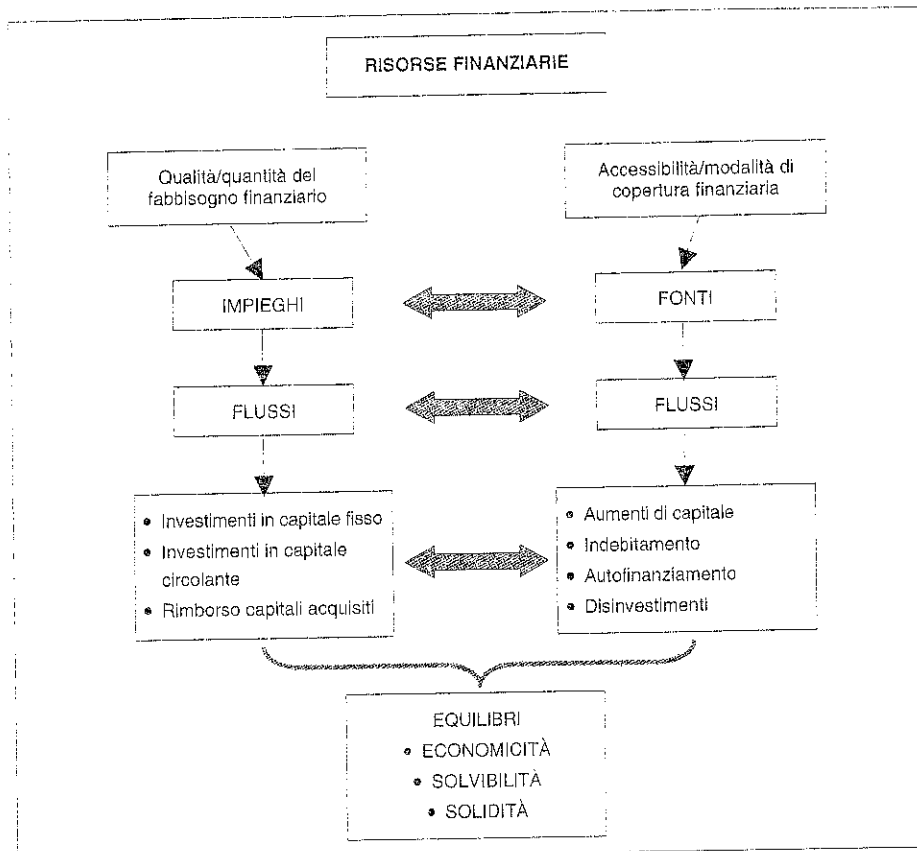 RISORSE FINANZIARIE
Qualità/quantità del
fabbisogno finanziario
Accessibilità/modalità di
copertura finanziaria
IMPIEGHI
FONTI
FLUSSI
FLUSSI
• Investimenti in capitale fisso
• Investimenti in capitale
circolante
• Rimborso capitali acquisiti
• Aumenti di capitale
• Indebitamento
• Autofinanziamento
• Disinvestimenti
EQUILIBRI
• ECONOMICITÀ
• SOLVIBILITÀ
• SOLIDITÀ